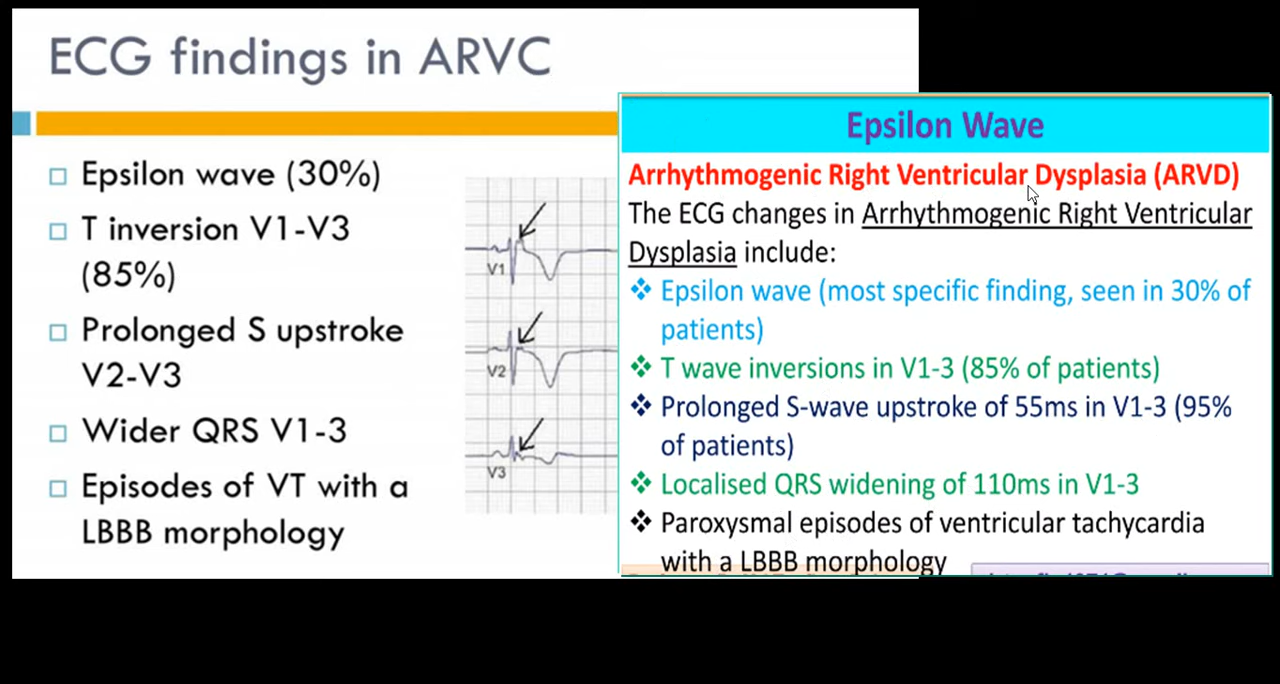 ECG findings in ARVC
Epsilon wave (30%)
T inversion V1-V3
(85%)
Prolonged S upstroke
V2-V3
Wider QRS V1-3
Episodes of VT with a
LBBB morphology
V1
V2
V3
Epsilon Wave
Arrhythmogenic Right Ventricular Dysplasia (ARVD)
The ECG changes in Arrhythmogenic Right Ventricular
Dysplasia include:
Epsilon wave (most specific finding, seen in 30% of
patients)
T wave inversions in V1-3 (85% of patients)
Prolonged S-wave upstroke of 55ms in V1-3 (95%
of patients)
Localised QRS widening of 110ms in V1-3
Paroxysmal episodes of ventricular tachycardia
with a LBBB morphology